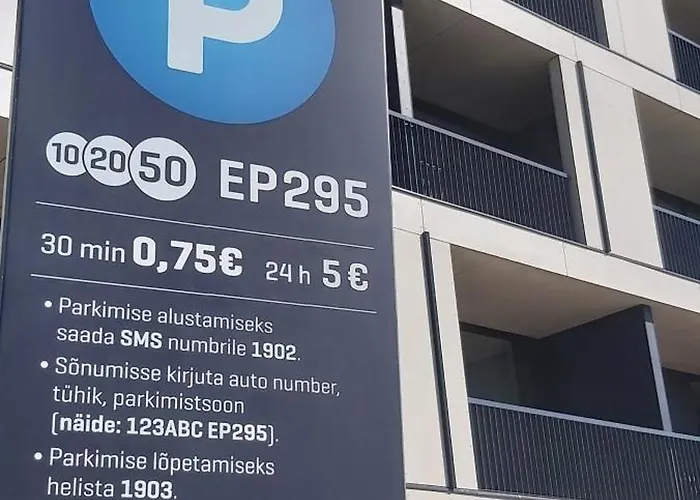 P
10 20 50 EP295
30 min 0,75€ 24 h 5€
• Parkimise alustamiseks
saada SMS numbrile 1902.
• Sõnumisse kirjuta auto number,
tühik, parkimistsoon
(näide: 123ABC EP295).
• Parkimise lõpetamiseks
helista 1903.